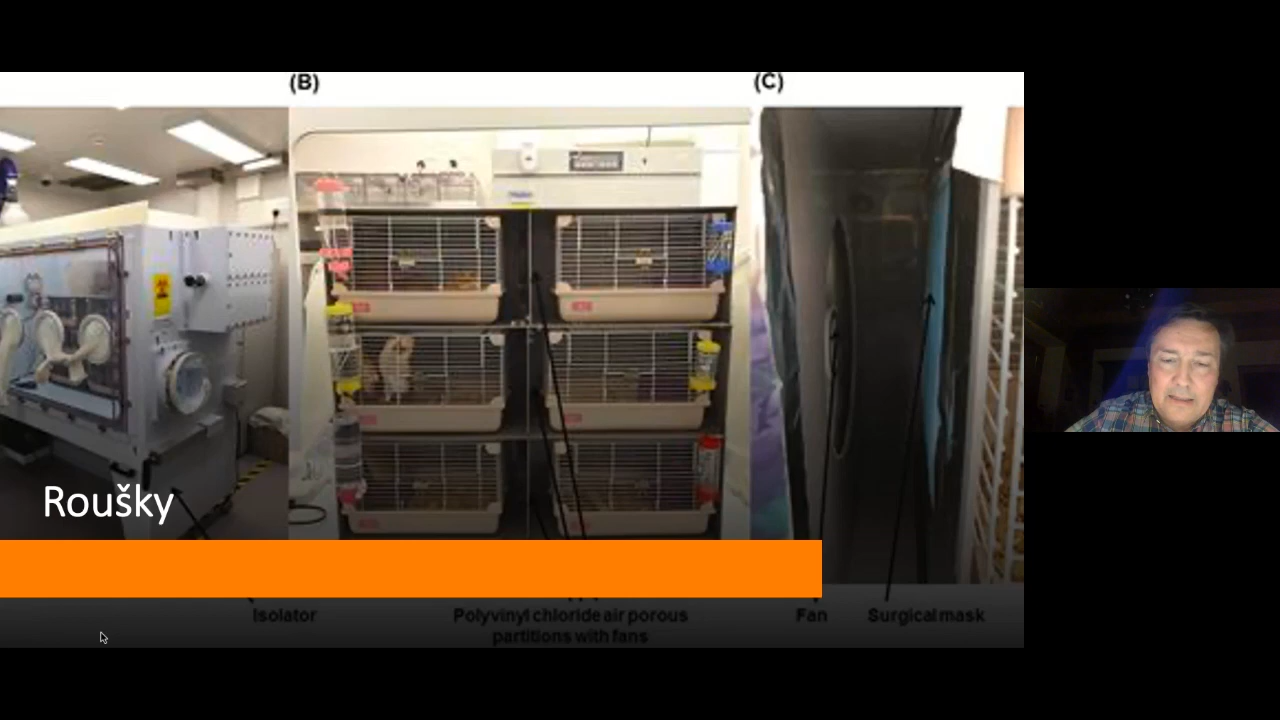 (B)
(C)
Roušky
Isolator
Polyvinyl chloride air porous
partitions with fans
Fan
Surgical mask